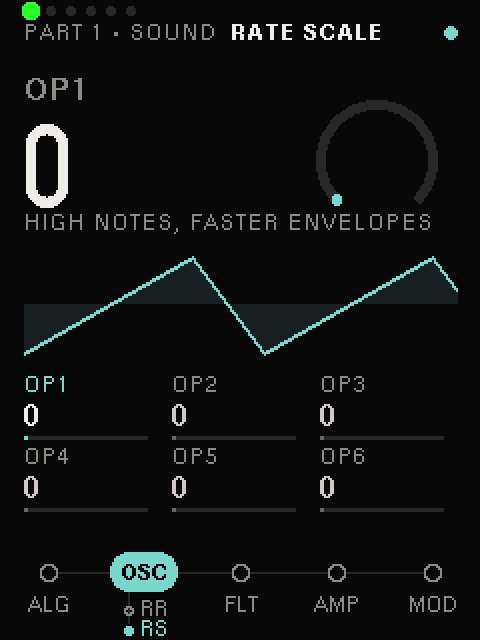 PART 1 · SOUND RATE SCALE
OP1
0
HIGH NOTES, FASTER ENVELOPES
OP1 OP2 OP3
0 0 0
OP4 OP5 OP6
0 0 0
OSC
ALG FLT AMP MOD
RR
RS